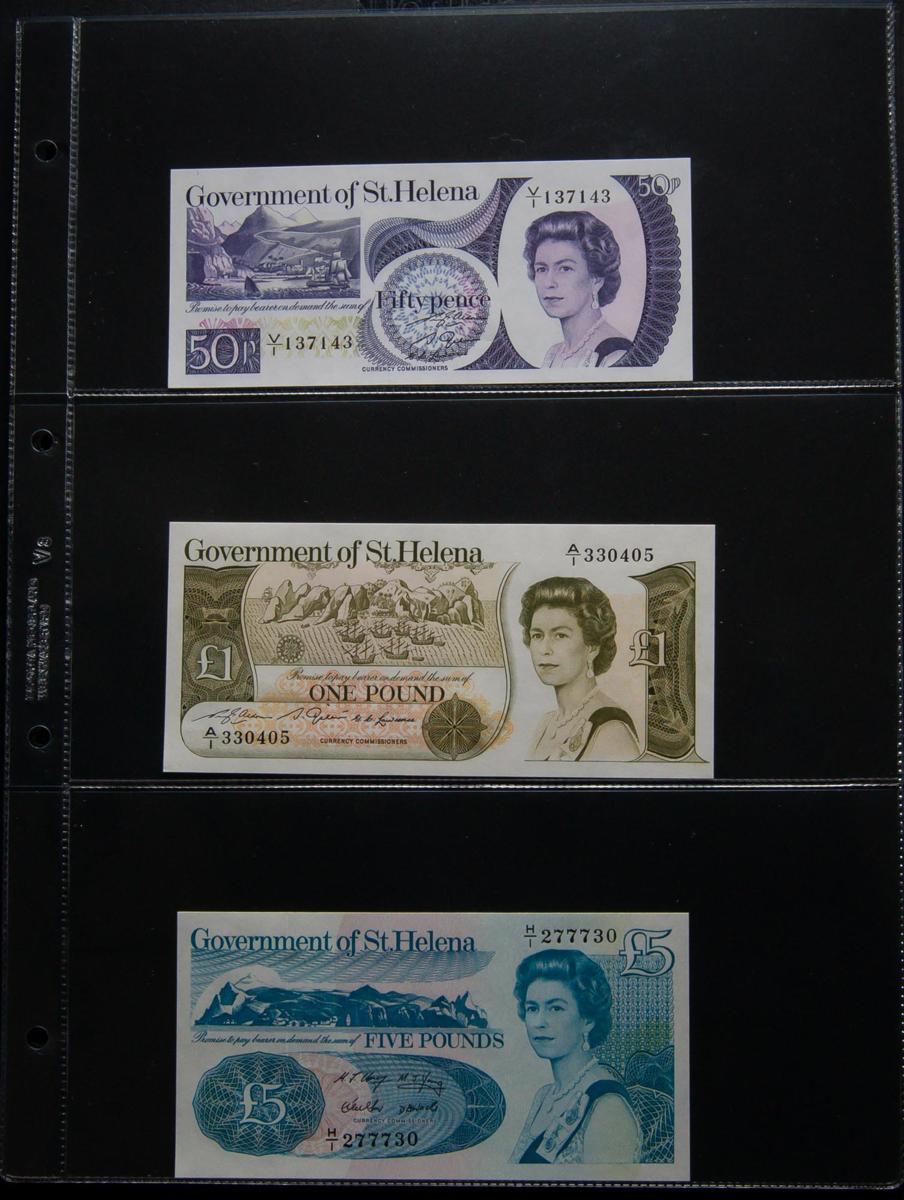 Government of St.Helena
V/1 137143
50p
Promise to pay bearer on demand the sum of
Fifty pence
50p
V/1 137143
CURRENCY COMMISSIONERS
Government of St.Helena
A/1 330405
£1
£1
Promise to pay bearer on demand the sum of
ONE POUND
A/1 330405
CURRENCY COMMISSIONERS
Government of St.Helena
H/1 277730
£5
Promise to pay bearer on demand the sum of
FIVE POUNDS
£5
CURRENCY COMMISSIONERS
H/1 277730